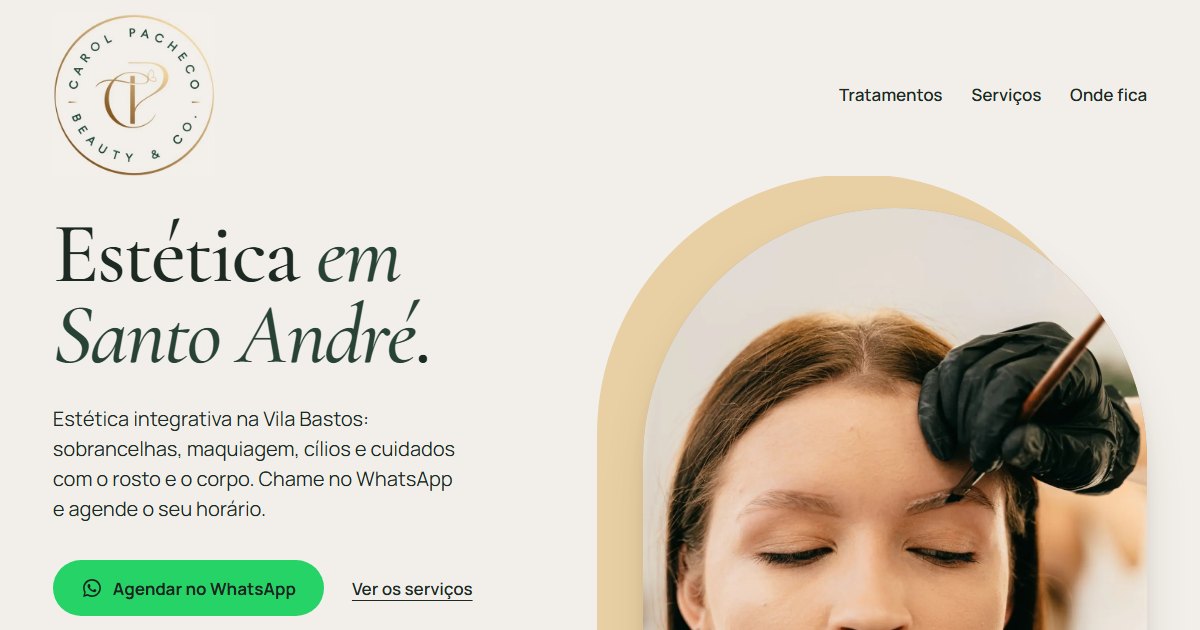 CAROL PACHECO
CP
BEAUTY & CO.
Tratamentos Serviços Onde fica
Estética em
Santo André.
Estética integrativa na Vila Bastos:
sobrancelhas, maquiagem, cílios e cuidados
com o rosto e o corpo. Chame no WhatsApp
e agende o seu horário.
Agendar no WhatsApp Ver os serviços